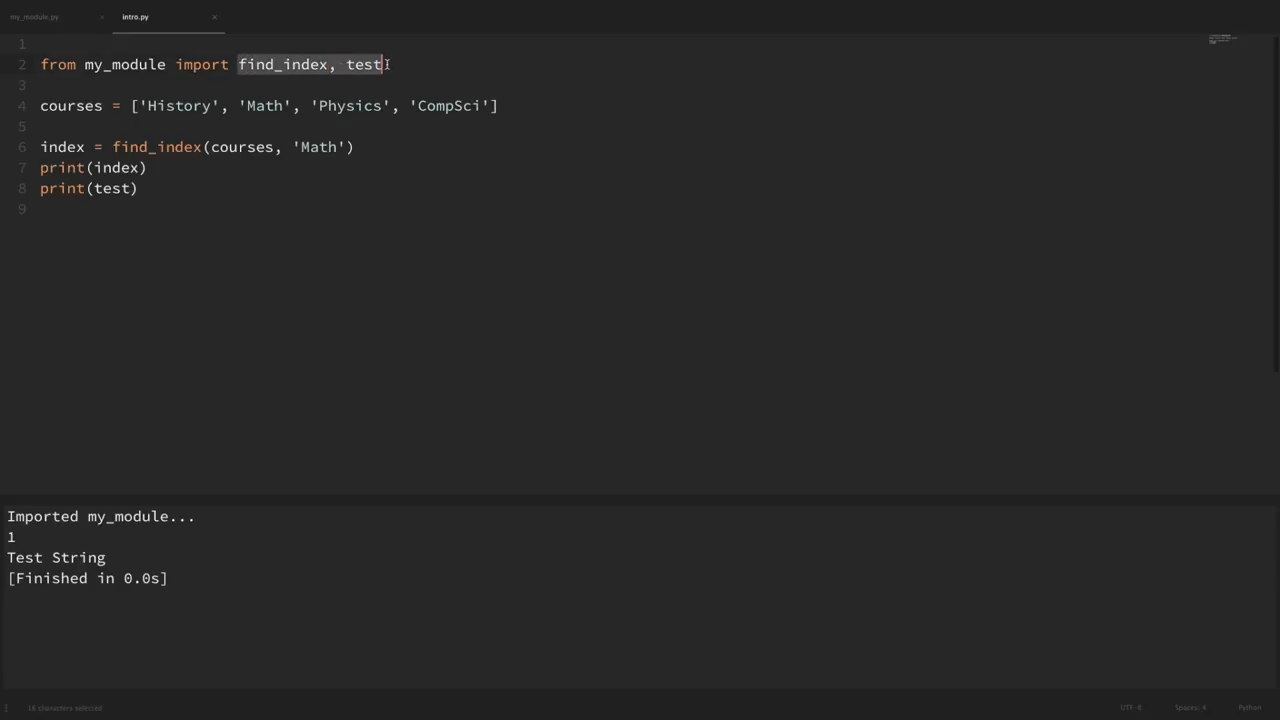 my_module.py × intro.py ×
1
2 from my_module import find_index, test
3
4 courses = ['History', 'Math', 'Physics', 'CompSci']
5
6 index = find_index(courses, 'Math')
7 print(index)
8 print(test)
9
Imported my_module...
1
Test String
[Finished in 0.0s]
16 characters selected UTF-8 Spaces: 4 Python